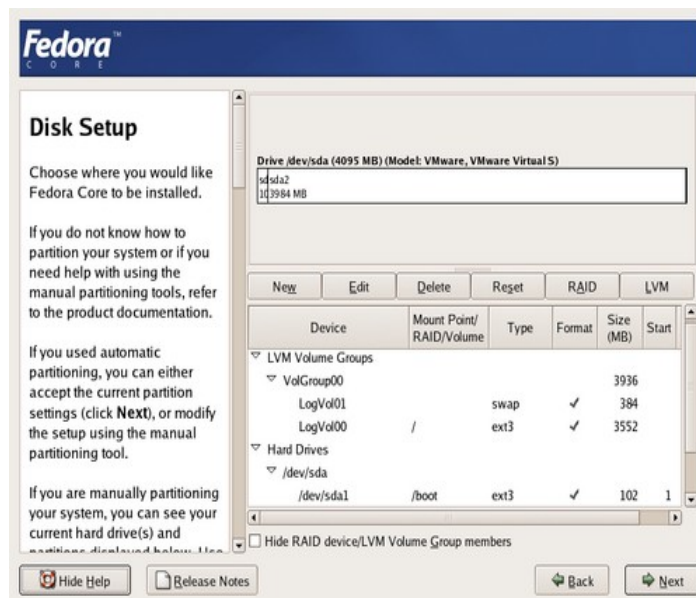 Fedora™
CORE
Disk Setup
Choose where you would like
Fedora Core to be installed.
If you do not know how to
partition your system or if you
need help with using the
manual partitioning tools, refer
to the product documentation.
If you used automatic
partitioning, you can either
accept the current partition
settings (click Next), or modify
the setup using the manual
partitioning tool.
If you are manually partitioning
your system, you can see your
current hard drive(s) and
Drive /dev/sda (4095 MB) (Model: VMware, VMware Virtual S)
sda2
3984 MB
New Edit Delete Reset RAID LVM
Device Mount Point/ RAID/Volume Type Format Size (MB) Start
LVM Volume Groups
VolGroup00 3936
LogVol01 swap ✓ 384
LogVol00 / ext3 ✓ 3552
Hard Drives
/dev/sda
/dev/sda1 /boot ext3 ✓ 102 1
Hide RAID device/LVM Volume Group members
Hide Help Release Notes Back Next